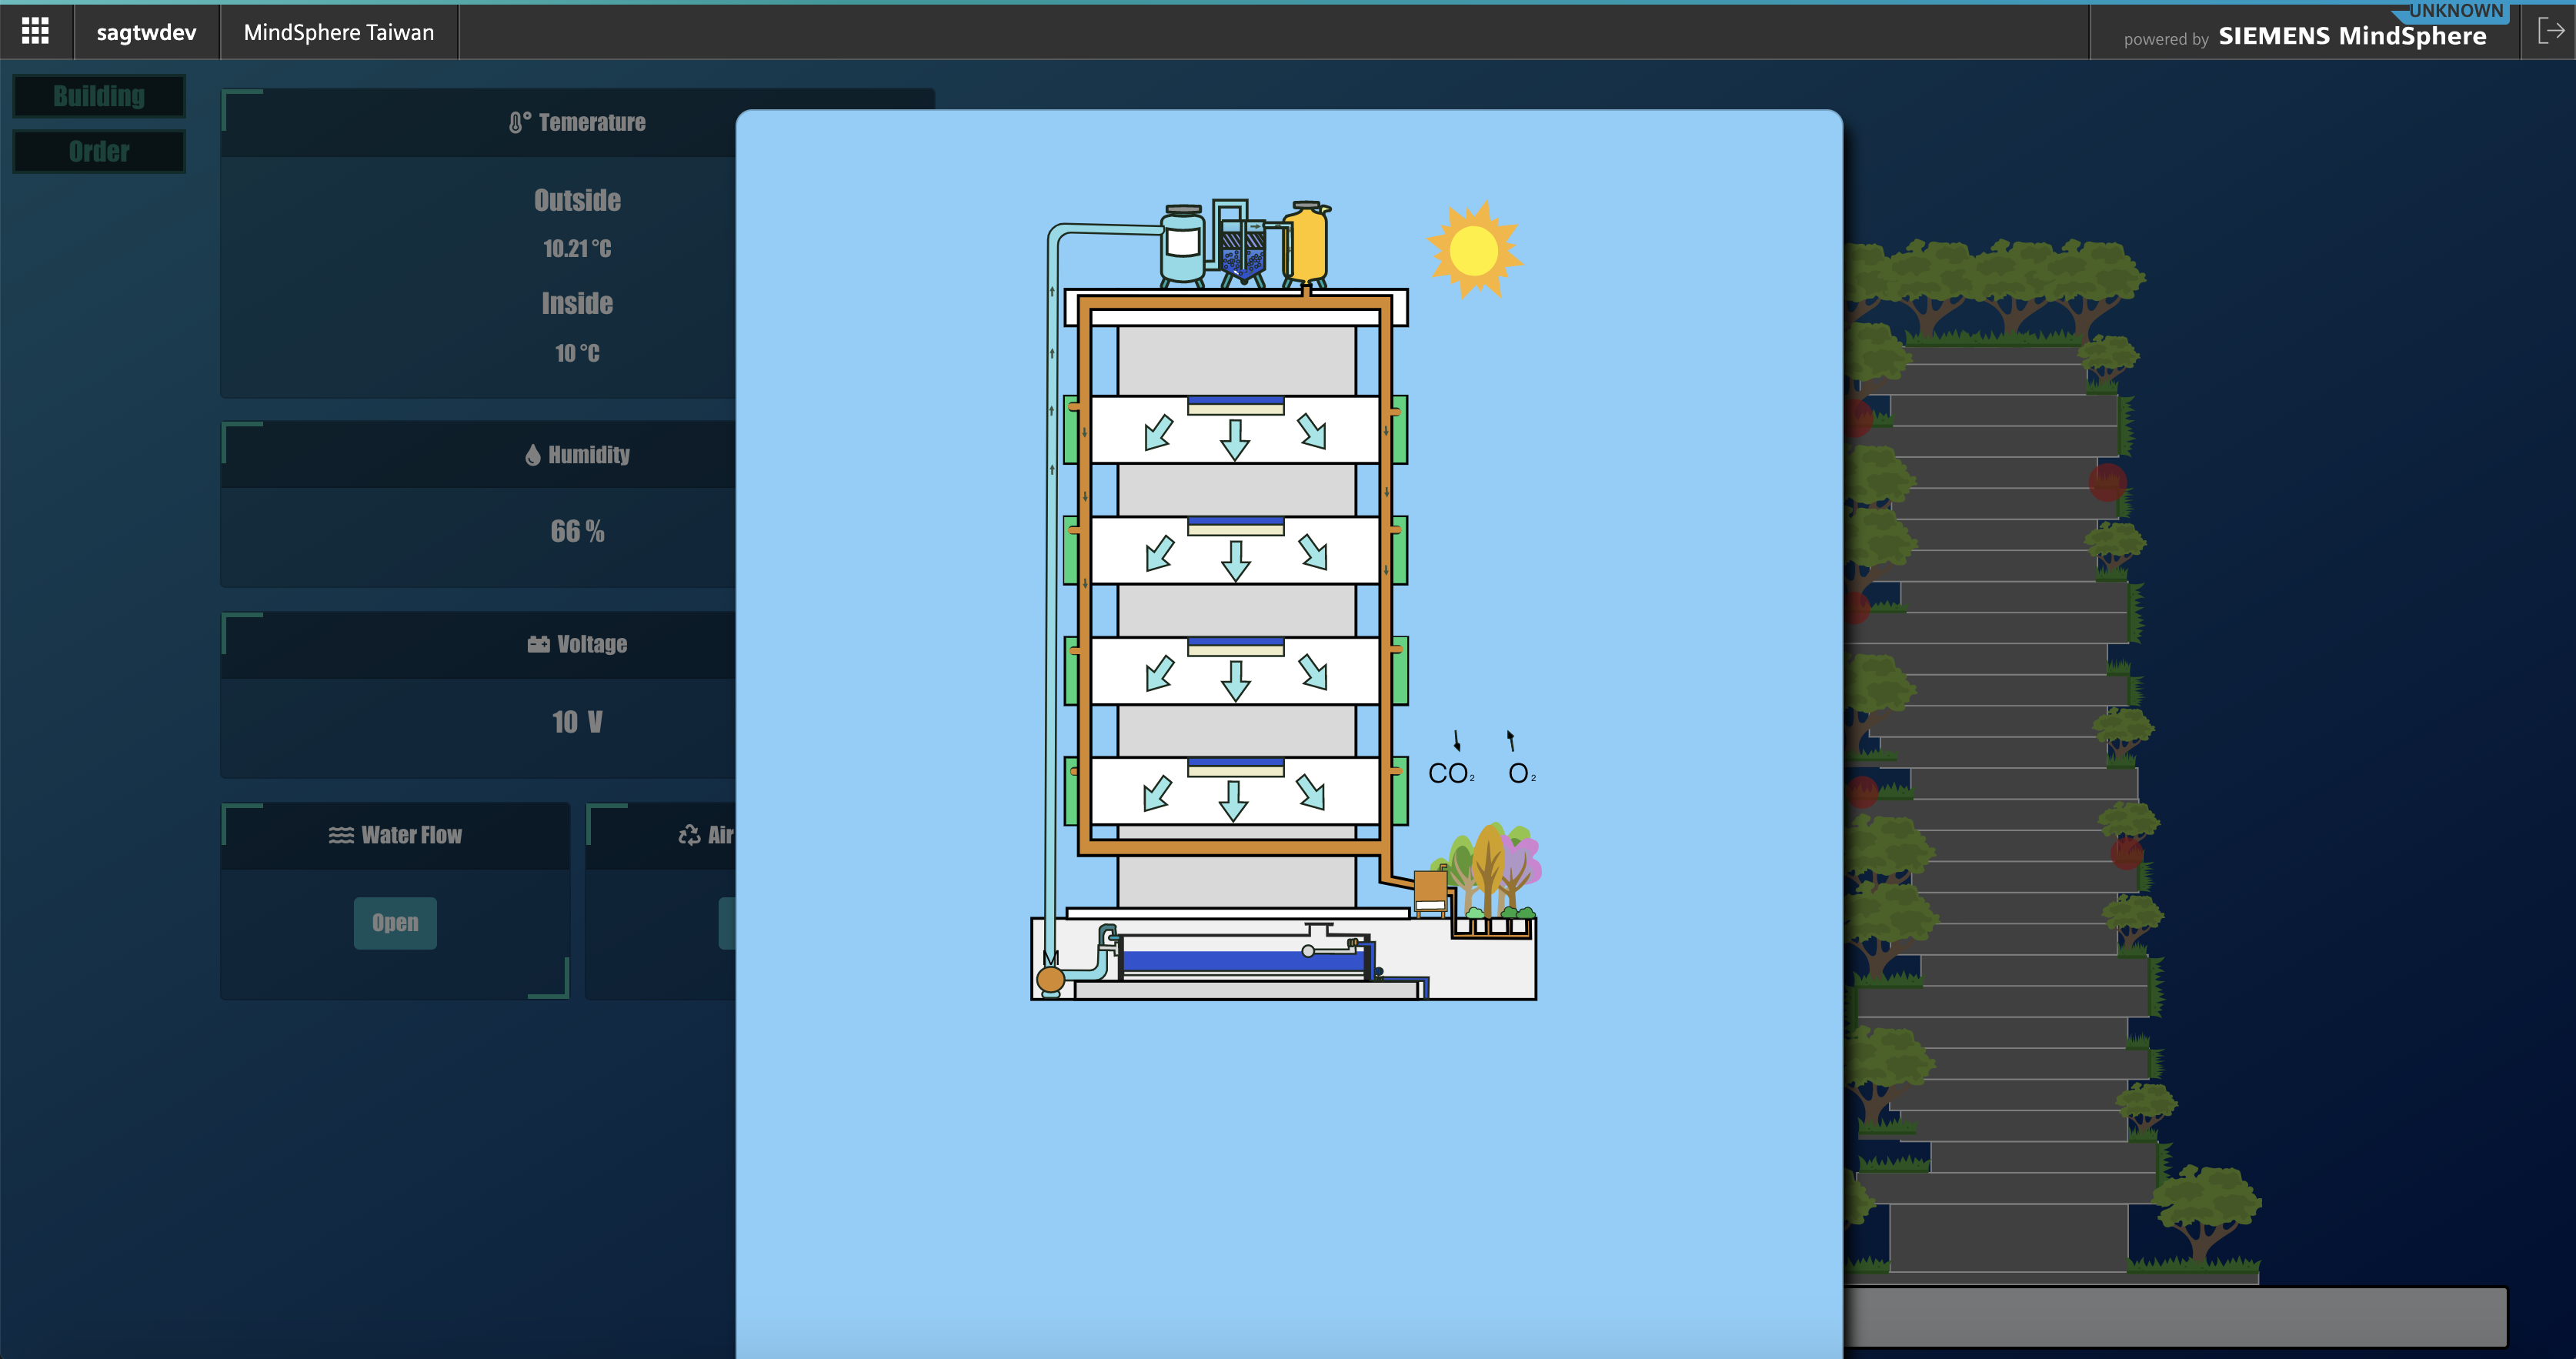 sagtwdev
MindSphere Taiwan
UNKNOWN
powered by SIEMENS MindSphere
Building
Order
Temerature
Outside
10.21 °C
Inside
10 °C
Humidity
66 %
Voltage
10 V
Water Flow
Air
Open
CO₂
O₂
M